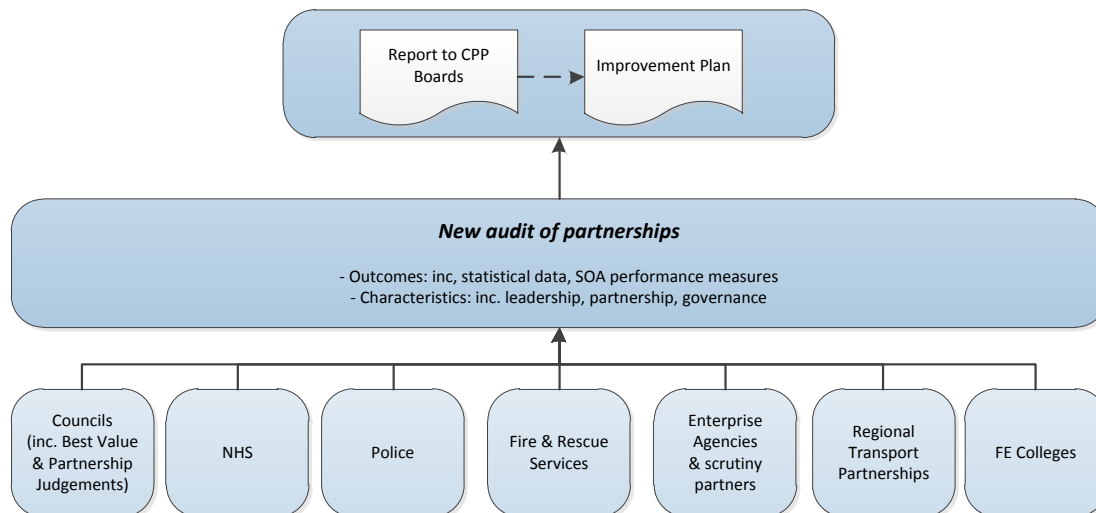 Report to CPP
Boards
Improvement Plan
New audit of partnerships
- Outcomes: inc, statistical data, SOA performance measures
- Characteristics: inc. leadership, partnership, governance
Councils
(inc. Best Value
& Partnership
Judgements)
NHS
Police
Fire & Rescue
Services
Enterprise
Agencies
& scrutiny
partners
Regional
Transport
Partnerships
FE Colleges